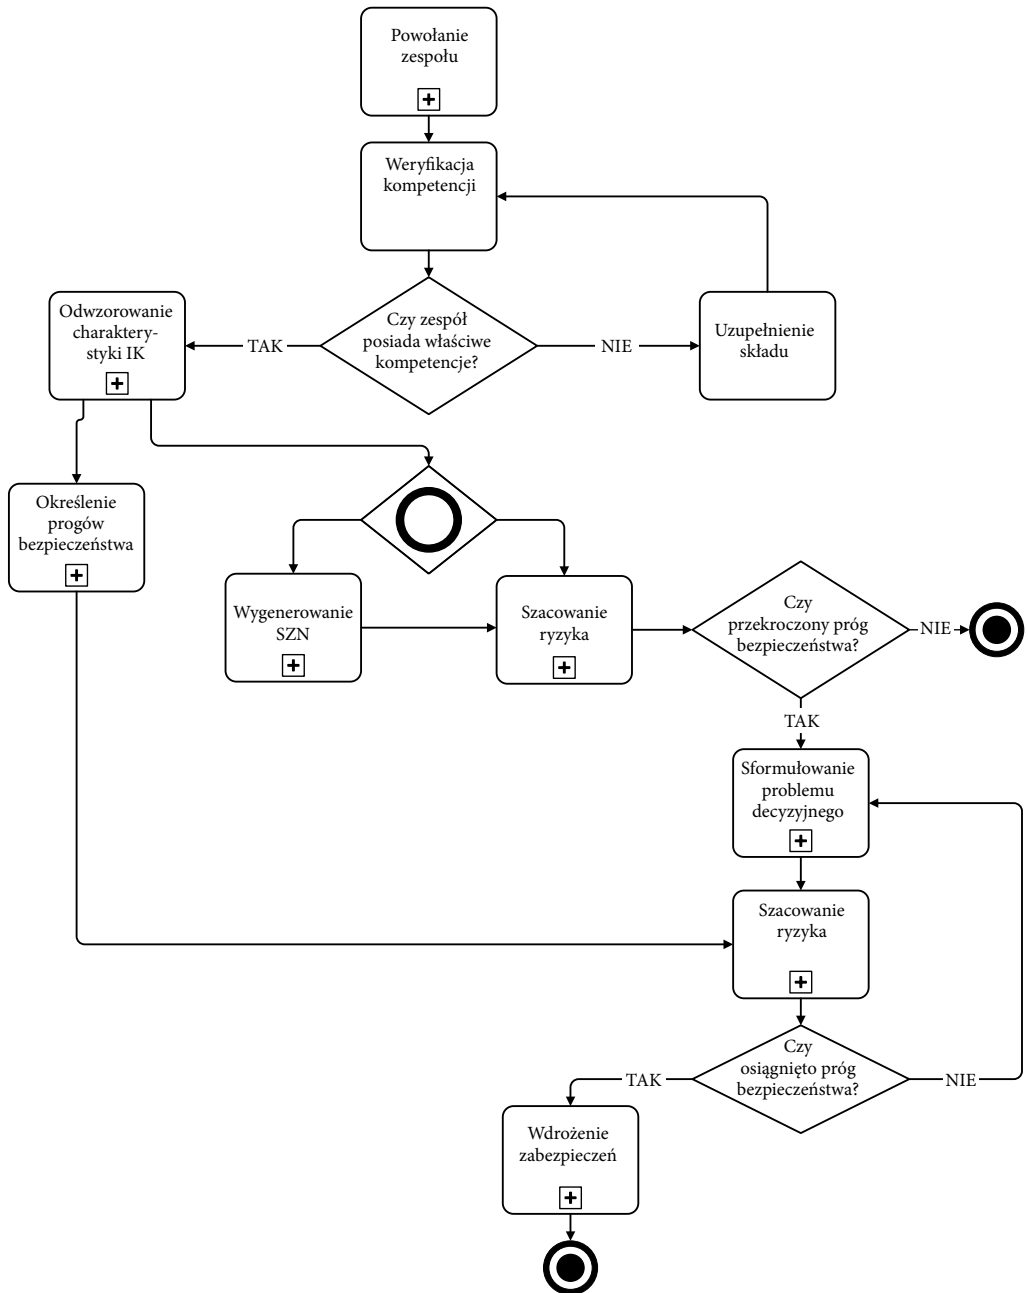 Powołanie
zespołu
Weryfikacja
kompetencji
Czy zespół
posiada właściwe
kompetencje?
TAK
NIE
Odwzorowanie
charaktery-
styki IK
Uzupełnienie
składu
Określenie
progów
bezpieczeństwa
Wygenerowanie
SZN
Szacowanie
ryzyka
Czy
przekroczony próg
bezpieczeństwa?
NIE
TAK
Sformułowanie
problemu
decyzyjnego
Szacowanie
ryzyka
Czy
osiągnięto próg
bezpieczeństwa?
TAK
NIE
Wdrożenie
zabezpieczeń